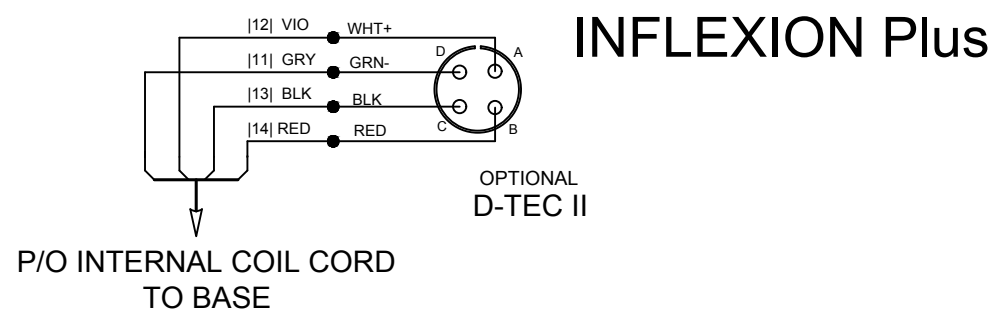 INFLEXION Plus
|12| VIO WHT+
|11| GRY GRN-
|13| BLK BLK
|14| RED RED
D A
C B
OPTIONAL
D-TEC II
P/O INTERNAL COIL CORD
TO BASE